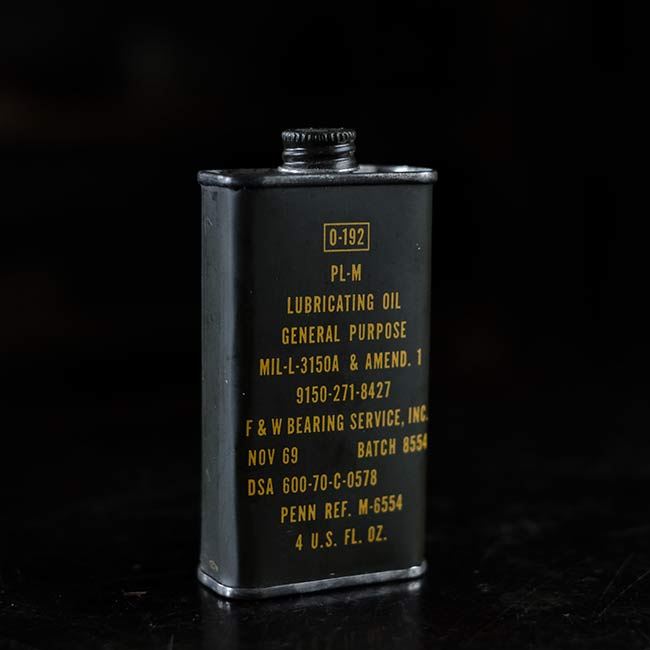 O-192
PL-M
LUBRICATING OIL
GENERAL PURPOSE
MIL-L-3150A & AMEND. 1
9150-271-8427
F & W BEARING SERVICE, INC.
NOV 69 BATCH 8554
DSA 600-70-C-0578
PENN REF. M-6554
4 U.S. FL. OZ.